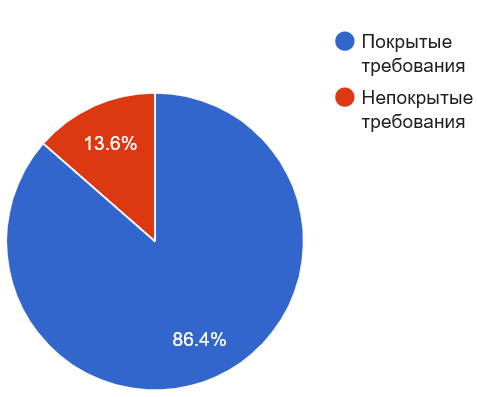 Покрытые
требования
Непокрытые
требования
13.6%
86.4%